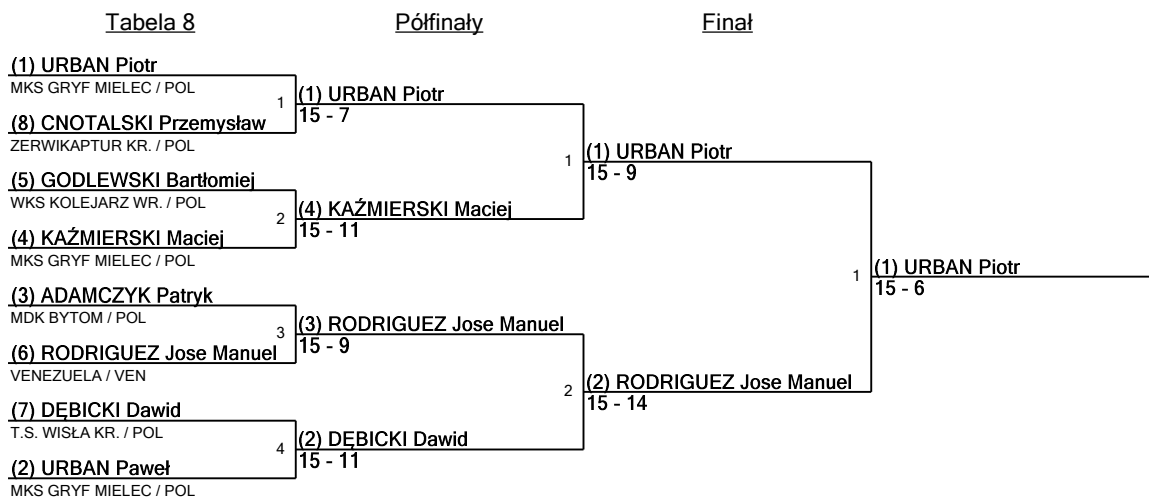 Tabela 8
Półfinały
Finał
(1) URBAN Piotr
MKS GRYF MIELEC / POL
1
(8) CNOTALSKI Przemysław
ZERWIKAPTUR KR. / POL
(5) GODLEWSKI Bartłomiej
WKS KOLEJARZ WR. / POL
2
(4) KAŹMIERSKI Maciej
MKS GRYF MIELEC / POL
(3) ADAMCZYK Patryk
MDK BYTOM / POL
3
(6) RODRIGUEZ Jose Manuel
VENEZUELA / VEN
(7) DĘBICKI Dawid
T.S. WISŁA KR. / POL
4
(2) URBAN Paweł
MKS GRYF MIELEC / POL
(1) URBAN Piotr
15 - 7
1
(4) KAŹMIERSKI Maciej
15 - 11
(3) RODRIGUEZ Jose Manuel
15 - 9
2
(2) DĘBICKI Dawid
15 - 11
(1) URBAN Piotr
15 - 9
1
(2) RODRIGUEZ Jose Manuel
15 - 14
(1) URBAN Piotr
15 - 6